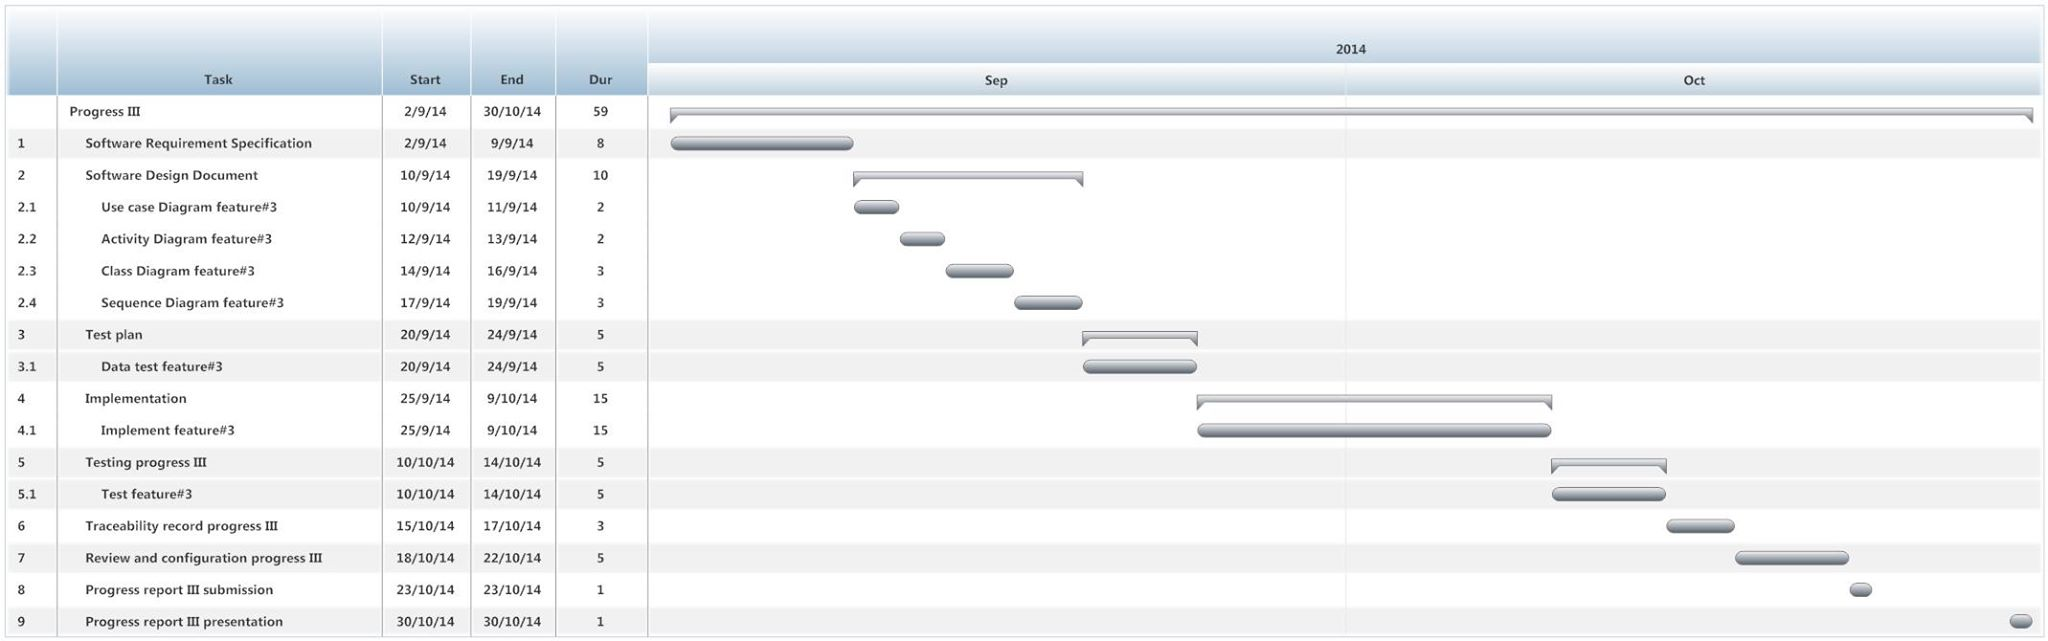 2014
Task Start End Dur Sep Oct
Progress III 2/9/14 30/10/14 59
1 Software Requirement Specification 2/9/14 9/9/14 8
2 Software Design Document 10/9/14 19/9/14 10
2.1 Use case Diagram feature#3 10/9/14 11/9/14 2
2.2 Activity Diagram feature#3 12/9/14 13/9/14 2
2.3 Class Diagram feature#3 14/9/14 16/9/14 3
2.4 Sequence Diagram feature#3 17/9/14 19/9/14 3
3 Test plan 20/9/14 24/9/14 5
3.1 Data test feature#3 20/9/14 24/9/14 5
4 Implementation 25/9/14 9/10/14 15
4.1 Implement feature#3 25/9/14 9/10/14 15
5 Testing progress III 10/10/14 14/10/14 5
5.1 Test feature#3 10/10/14 14/10/14 5
6 Traceability record progress III 15/10/14 17/10/14 3
7 Review and configuration progress III 18/10/14 22/10/14 5
8 Progress report III submission 23/10/14 23/10/14 1
9 Progress report III presentation 30/10/14 30/10/14 1